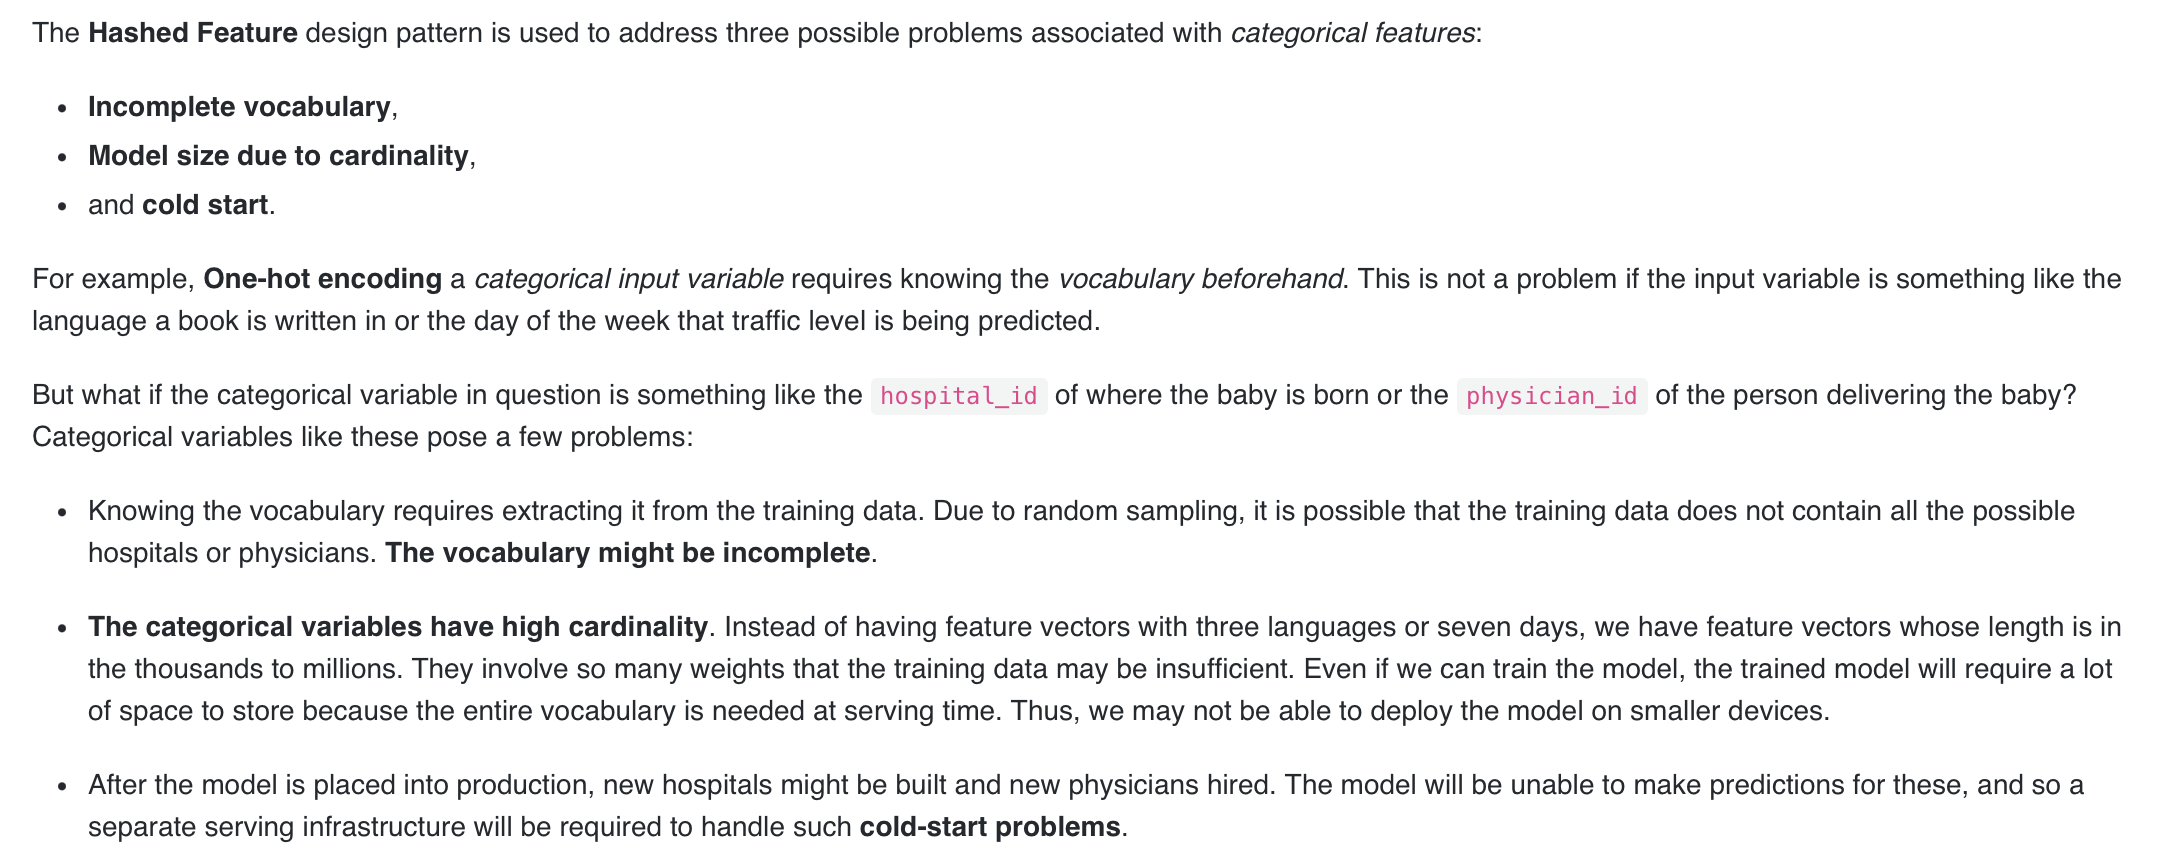 The Hashed Feature design pattern is used to address three possible problems associated with categorical features:
• Incomplete vocabulary,
• Model size due to cardinality,
• and cold start.
For example, One-hot encoding a categorical input variable requires knowing the vocabulary beforehand. This is not a problem if the input variable is something like the
language a book is written in or the day of the week that traffic level is being predicted.
But what if the categorical variable in question is something like the hospital_id of where the baby is born or the physician_id of the person delivering the baby?
Categorical variables like these pose a few problems:
• Knowing the vocabulary requires extracting it from the training data. Due to random sampling, it is possible that the training data does not contain all the possible
hospitals or physicians. The vocabulary might be incomplete.
• The categorical variables have high cardinality. Instead of having feature vectors with three languages or seven days, we have feature vectors whose length is in
the thousands to millions. They involve so many weights that the training data may be insufficient. Even if we can train the model, the trained model will require a lot
of space to store because the entire vocabulary is needed at serving time. Thus, we may not be able to deploy the model on smaller devices.
• After the model is placed into production, new hospitals might be built and new physicians hired. The model will be unable to make predictions for these, and so a
separate serving infrastructure will be required to handle such cold-start problems.